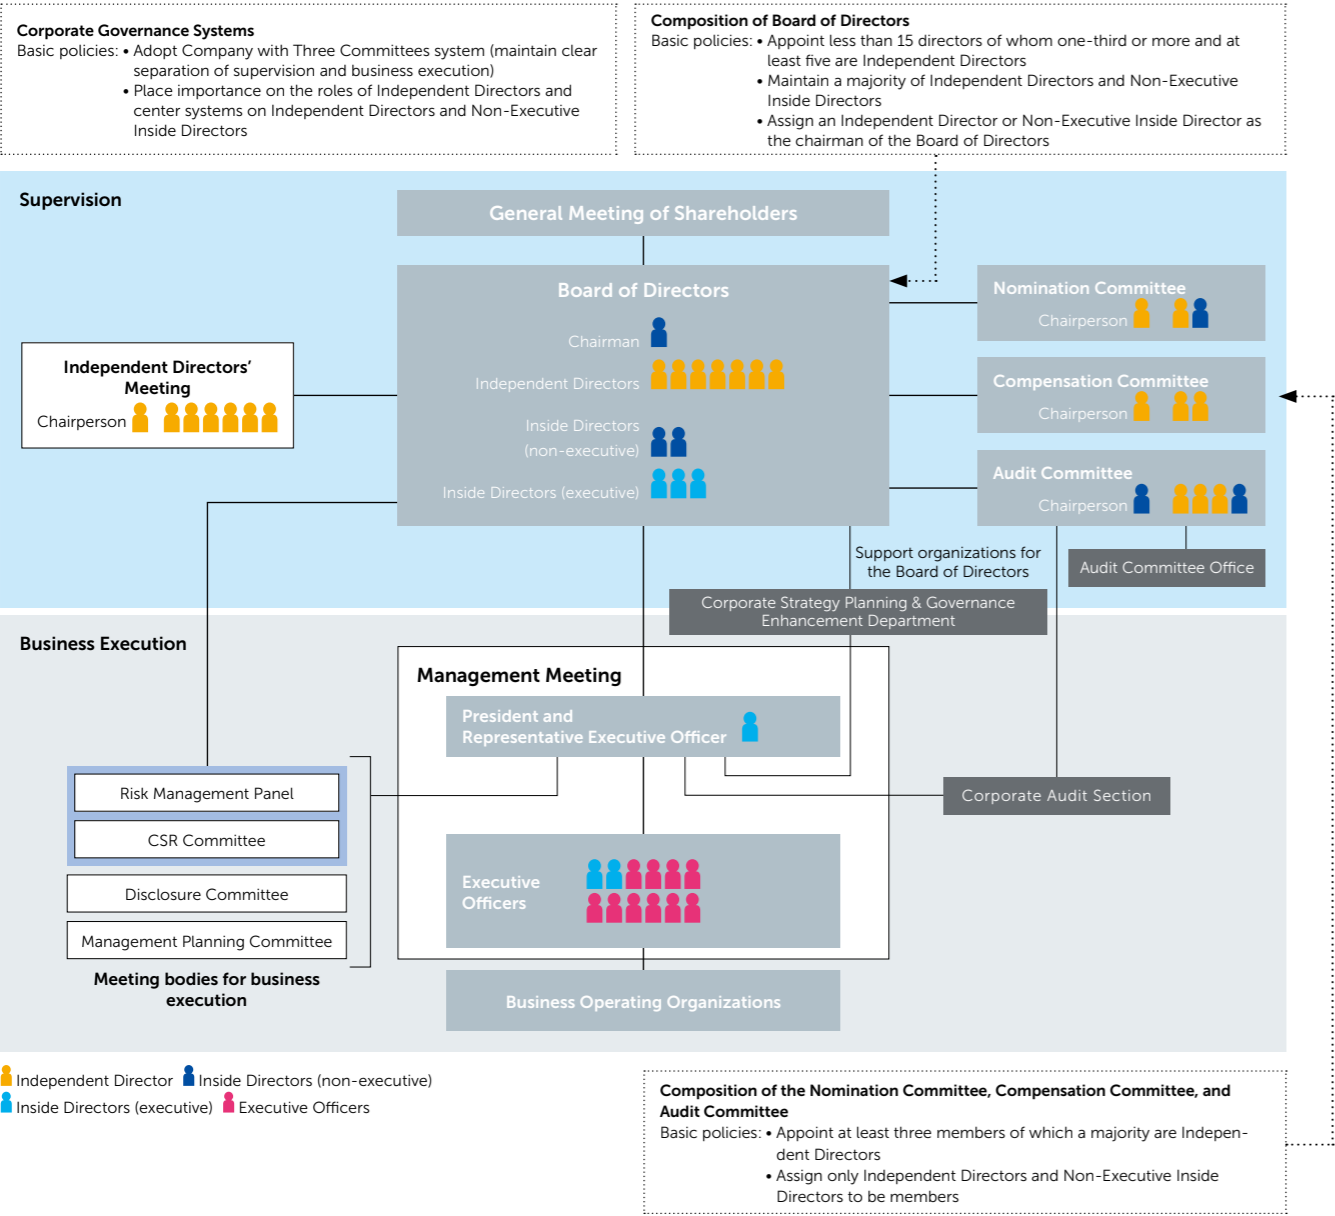 Corporate Governance Systems
Basic policies: • Adopt Company with Three Committees system (maintain clear
separation of supervision and business execution)
• Place importance on the roles of Independent Directors and
center systems on Independent Directors and Non-Executive
Inside Directors
Composition of Board of Directors
Basic policies: • Appoint less than 15 directors of whom one-third or more and at
least five are Independent Directors
• Maintain a majority of Independent Directors and Non-Executive
Inside Directors
• Assign an Independent Director or Non-Executive Inside Director as
the chairman of the Board of Directors
Supervision
General Meeting of Shareholders
Board of Directors
Chairman
Independent Directors
Inside Directors
(non-executive)
Inside Directors (executive)
Independent Directors’
Meeting
Chairperson
Nomination Committee
Chairperson
Compensation Committee
Chairperson
Audit Committee
Chairperson
Support organizations for
the Board of Directors
Audit Committee Office
Corporate Strategy Planning & Governance
Enhancement Department
Business Execution
Management Meeting
President and
Representative Executive Officer
Risk Management Panel
CSR Committee
Disclosure Committee
Management Planning Committee
Meeting bodies for business
execution
Corporate Audit Section
Executive
Officers
Business Operating Organizations
Independent Director Inside Directors (non-executive)
Inside Directors (executive) Executive Officers
Composition of the Nomination Committee, Compensation Committee, and
Audit Committee
Basic policies: • Appoint at least three members of which a majority are Indepen-
dent Directors
• Assign only Independent Directors and Non-Executive Inside
Directors to be members